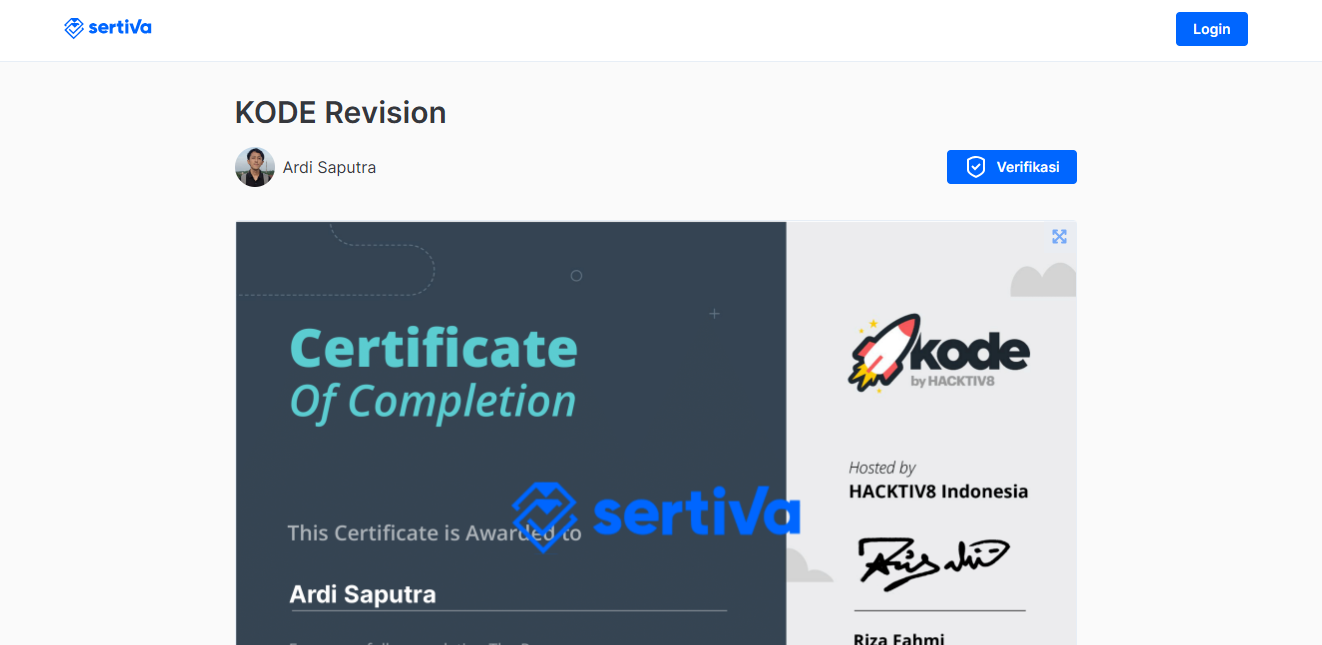 sertiva
Login
KODE Revision
Ardi Saputra
Verifikasi
Certificate
Of Completion
kode
by HACKTIV8
Hosted by
HACKTIV8 Indonesia
sertiva
This Certificate is Awarded to
Ardi Saputra
Riza Fahmi